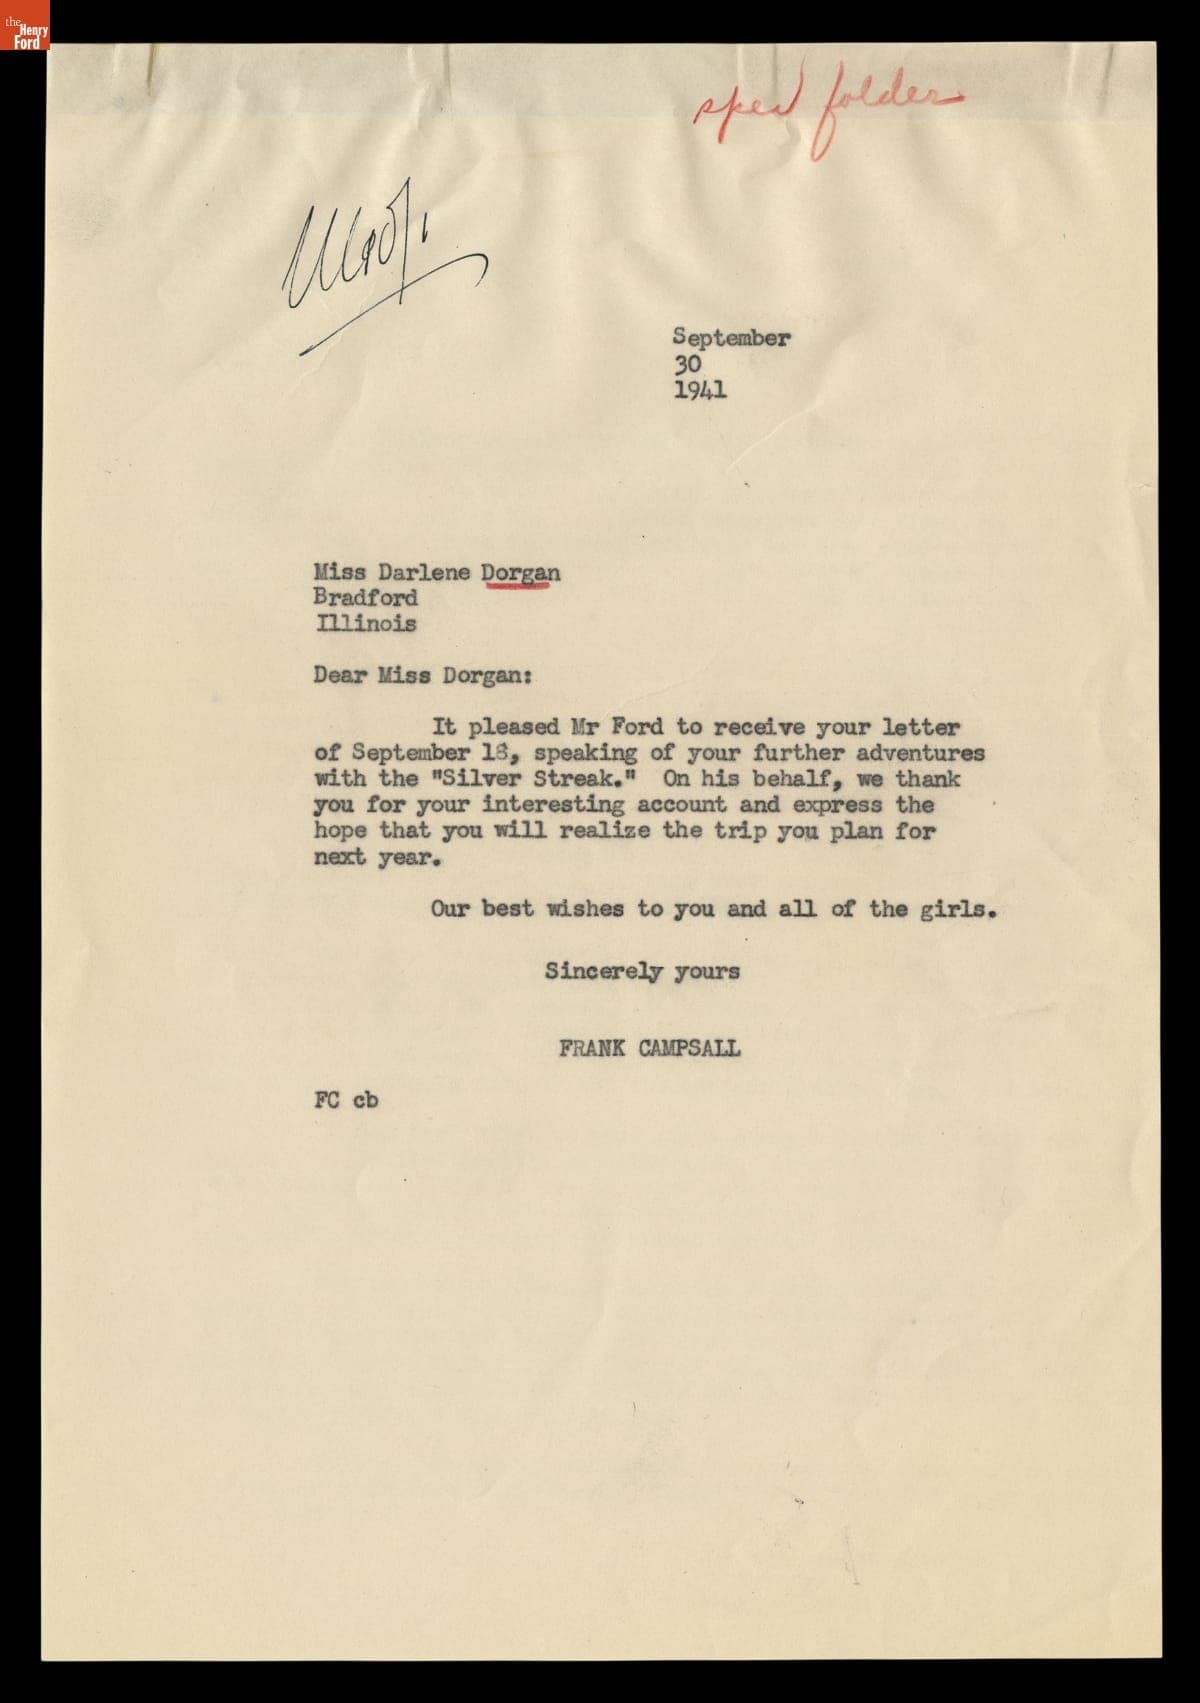 the
Henry
Ford
folder
September
30
1941
Miss Darlene Dorgan
Bradford
Illinois
Dear Miss Dorgan:
It pleased Mr Ford to receive your letter
of September 18, speaking of your further adventures
with the "Silver Streak." On his behalf, we thank
you for your interesting account and express the
hope that you will realize the trip you plan for
next year.
Our best wishes to you and all of the girls.
Sincerely yours
FRANK CAMPSALL
FC cb